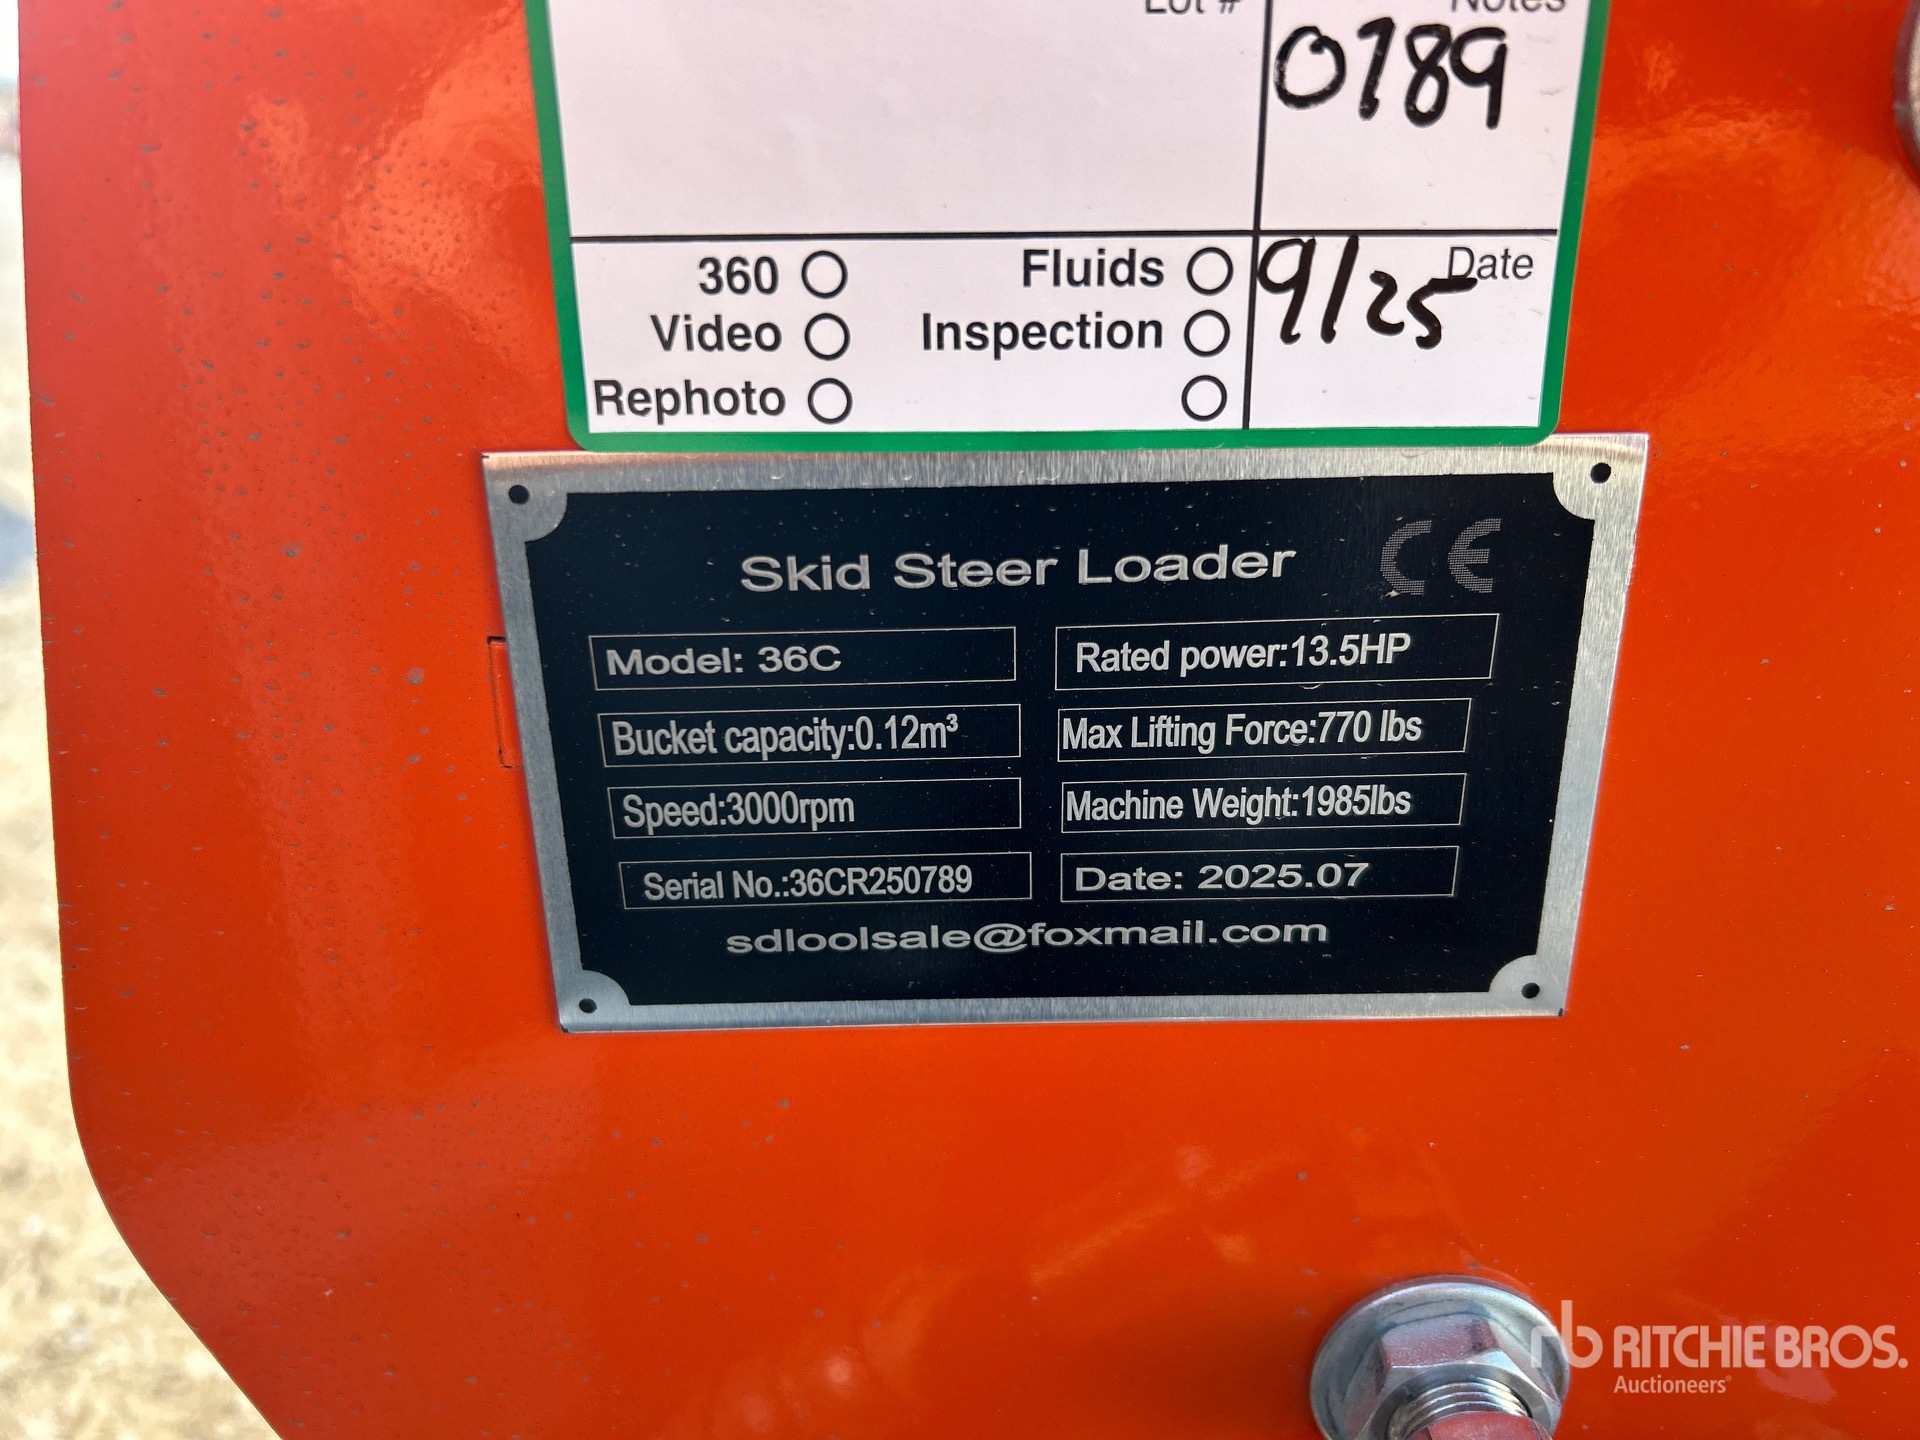 Lot # Notes
0789
360 Fluids Date
9/25
Video Inspection
Rephoto
Skid Steer Loader CE
Model: 36C Rated power:13.5HP
Bucket capacity:0.12m³ Max Lifting Force:770 lbs
Speed:3000rpm Machine Weight:1985lbs
Serial No.:36CR250789 Date: 2025.07
sdloolsale@foxmail.com
rb RITCHIE BROS.
Auctioneers®